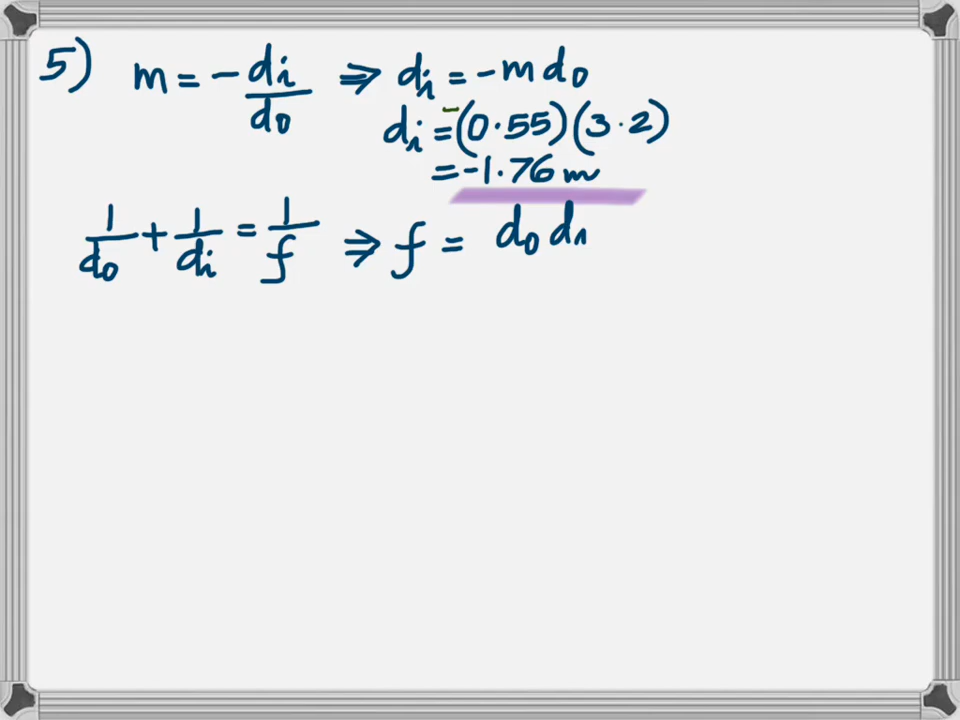 5) m = - di/do ⇒ di = -m do
di = -(0.55)(3.2)
= -1.76 m
1/do + 1/di = 1/f ⇒ f = do di